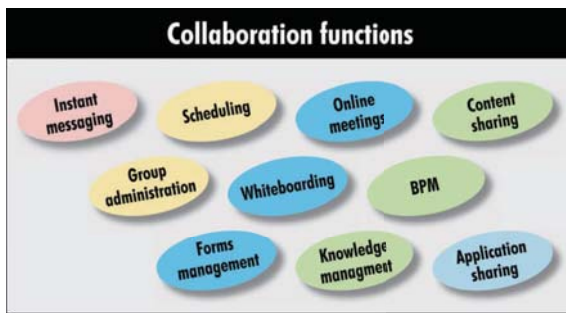 Collaboration functions
Instant
messaging
Scheduling
Online
meetings
Content
sharing
Group
administration
Whiteboarding
BPM
Forms
management
Knowledge
managment
Application
sharing